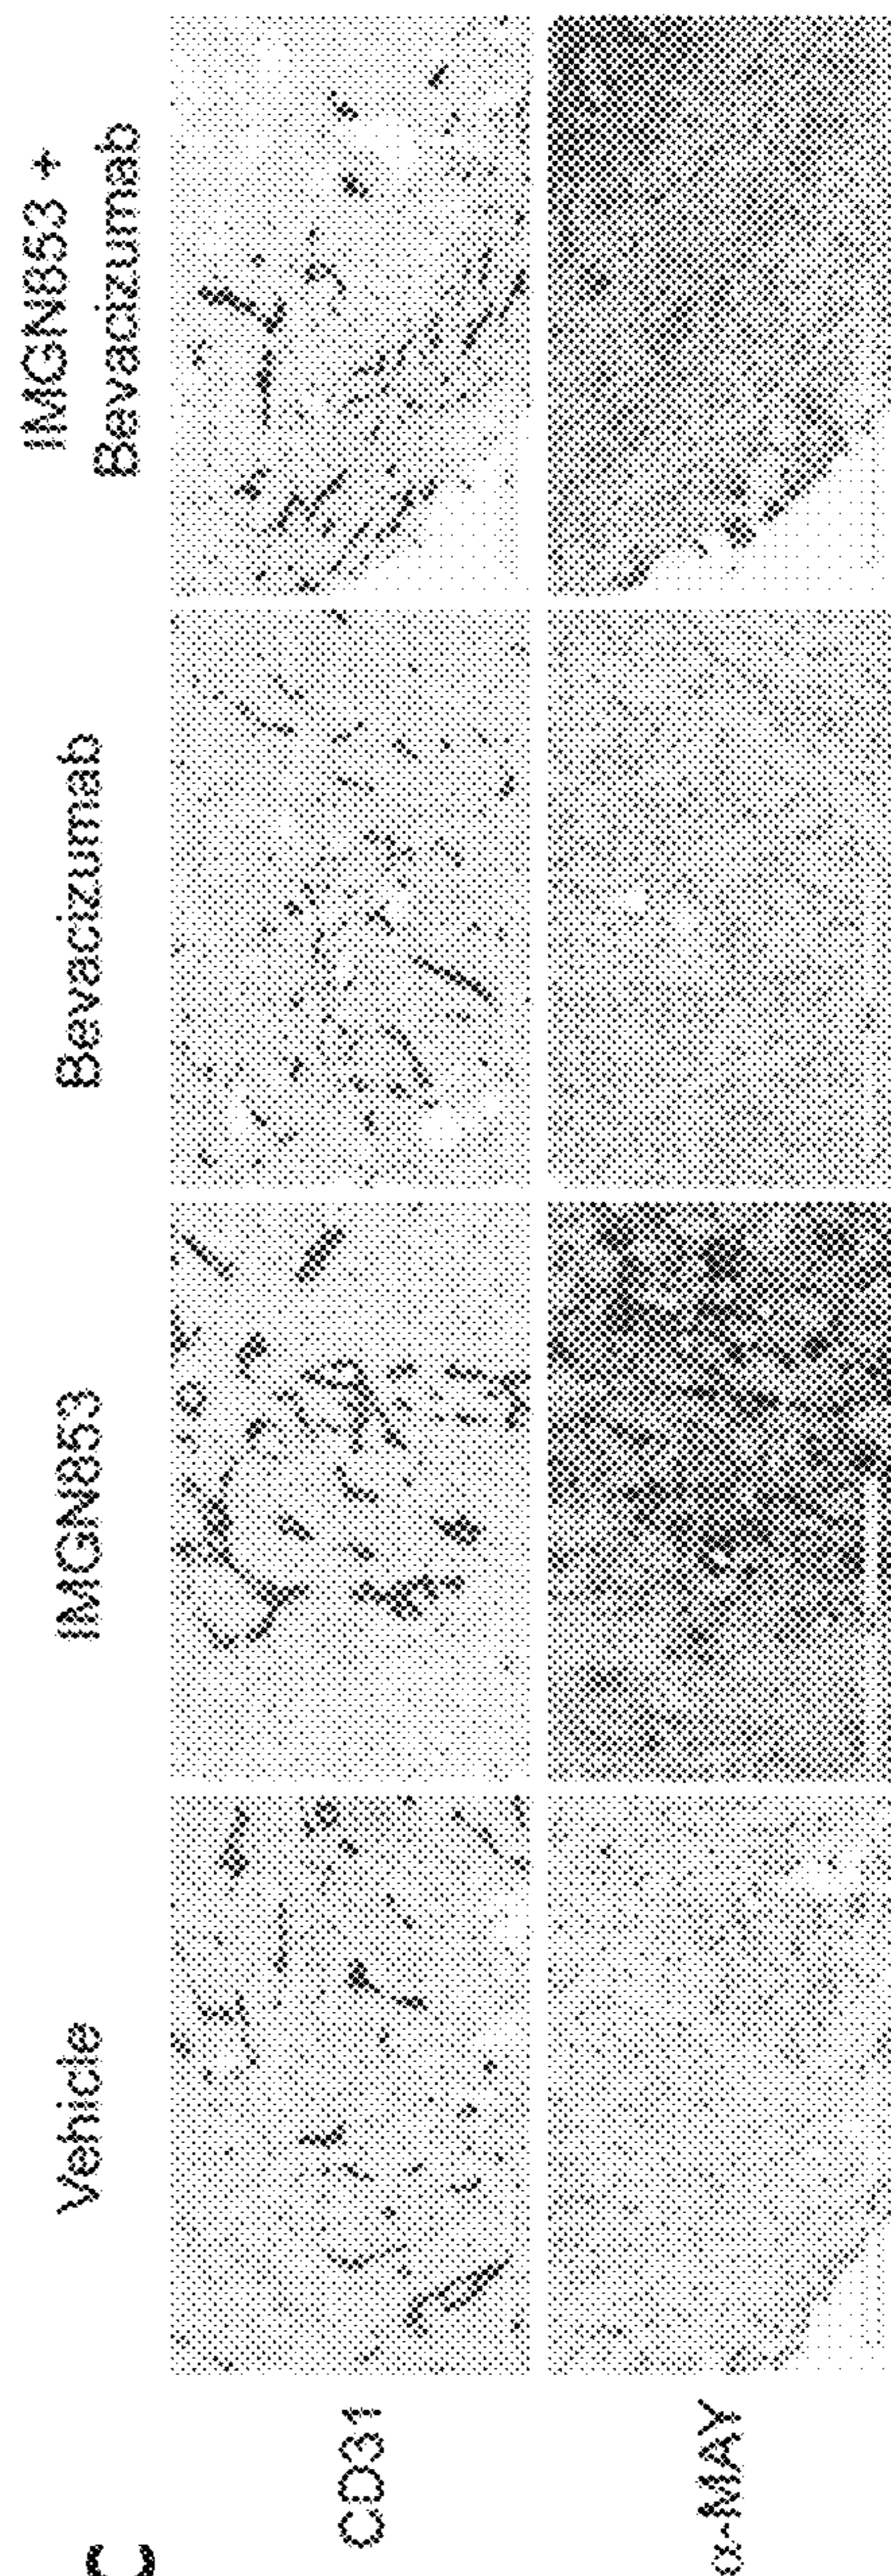 C
Vehicle
IMGN853
Bevacizumab
IMGN853 +
Bevacizumab
CD31
α-MAY